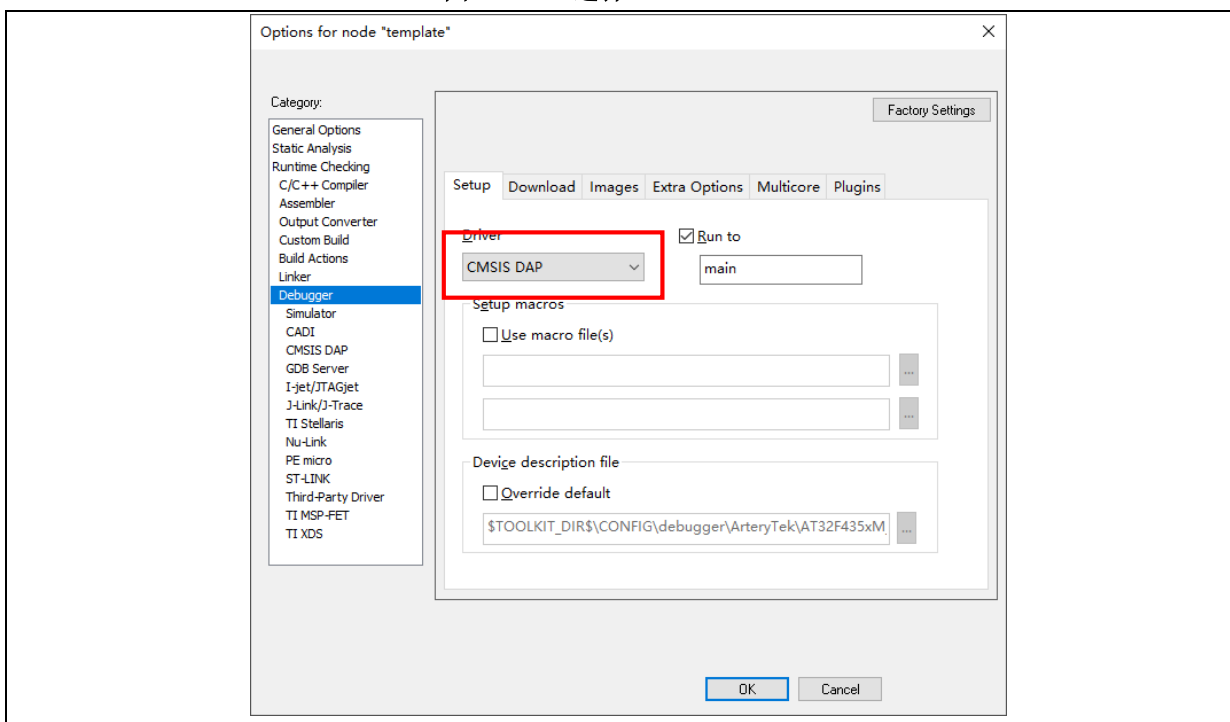 Options for node "template"
Category:
Factory Settings
General Options
Static Analysis
Runtime Checking
C/C++ Compiler
Assembler
Output Converter
Custom Build
Build Actions
Linker
Debugger
Simulator
CADI
CMSIS DAP
GDB Server
I-jet/JTAGjet
J-Link/J-Trace
TI Stellaris
Nu-Link
PE micro
ST-LINK
Third-Party Driver
TI MSP-FET
TI XDS
Setup Download Images Extra Options Multicore Plugins
Driver
Run to
CMSIS DAP
main
Setup macros
Use macro file(s)
...
...
Device description file
Override default
$TOOLKIT_DIR$\CONFIG\debugger\ArteryTek\AT32F435xM_
...
OK Cancel